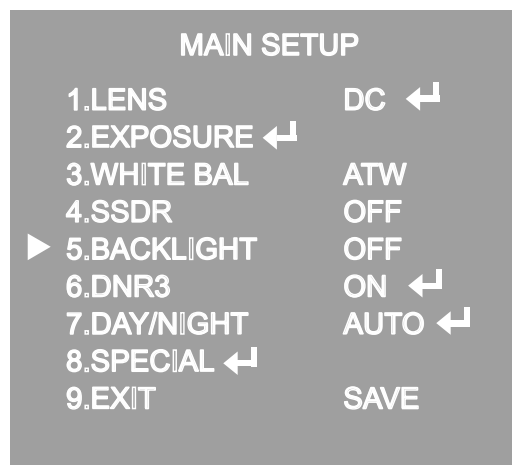 MAIN SETUP
1.LENS DC ↵
2.EXPOSURE ↵
3.WHITE BAL ATW
4.SSDR OFF
▶ 5.BACKLIGHT OFF
6.DNR3 ON ↵
7.DAY/NIGHT AUTO ↵
8.SPECIAL ↵
9.EXIT SAVE